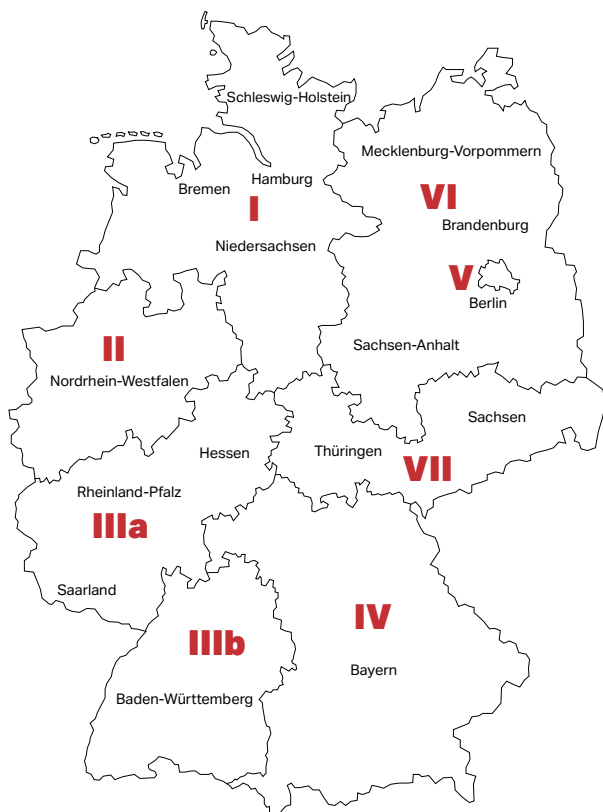 Schleswig-Holstein
Mecklenburg-Vorpommern
Hamburg
Bremen
I
VI
Brandenburg
Niedersachsen
V
Berlin
II
Sachsen-Anhalt
Nordrhein-Westfalen
Sachsen
Hessen
Thüringen
VII
Rheinland-Pfalz
IIIa
Saarland
IV
IIIb
Bayern
Baden-Württemberg